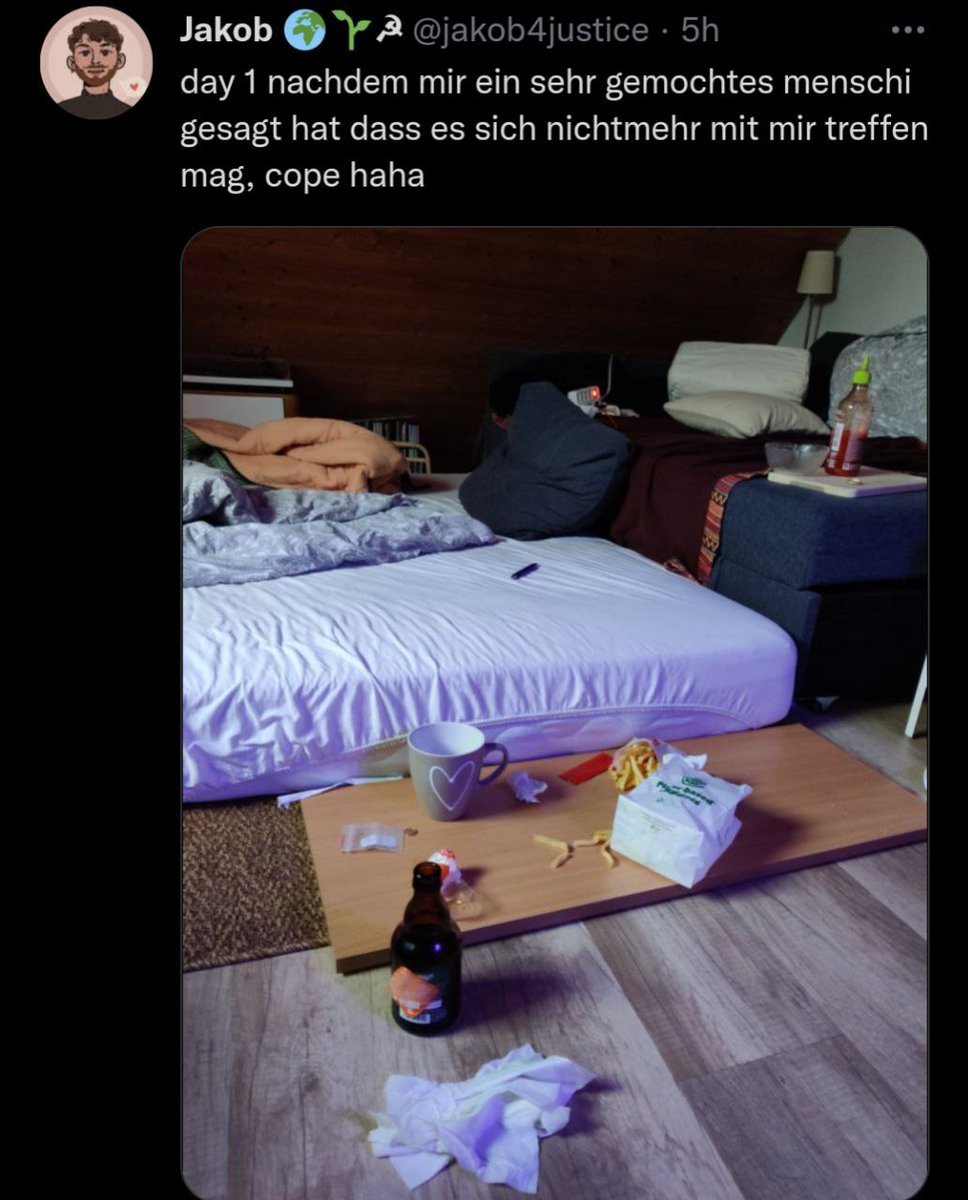 Jakob 🌍🌱☭ @jakob4justice · 5h
day 1 nachdem mir ein sehr gemochtes menschi
gesagt hat dass es sich nichtmehr mit mir treffen
mag, cope haha